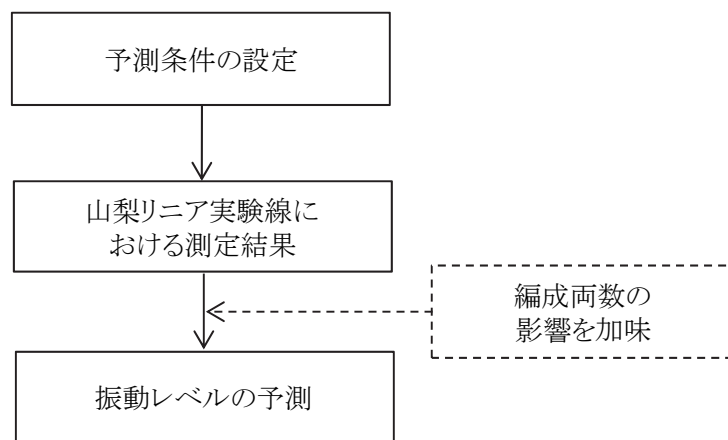 予測条件の設定
山梨リニア実験線に
おける測定結果
編成両数の
影響を加味
振動レベルの予測